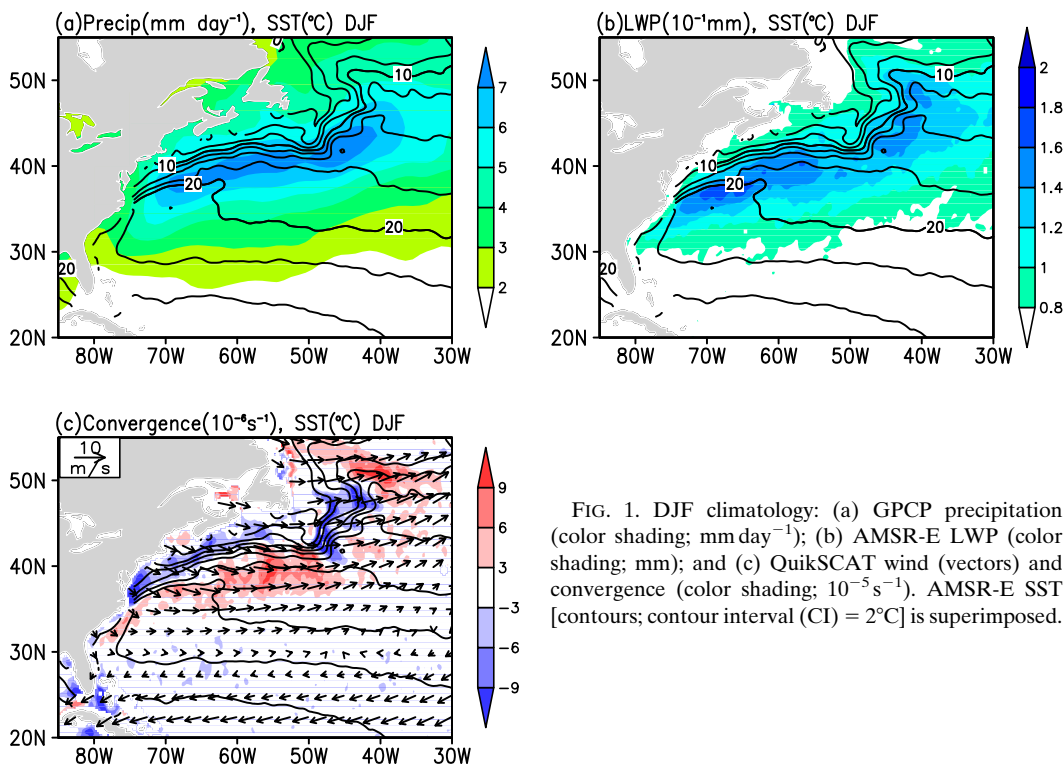 (a)Precip(mm day⁻¹), SST(°C) DJF
50N
40N
30N
20N
80W 70W 60W 50W 40W 30W
10
10
20
20
20
7
6
5
4
3
2
(b)LWP(10⁻¹mm), SST(°C) DJF
50N
40N
30N
20N
80W 70W 60W 50W 40W 30W
10
10
20
20
20
2
1.8
1.6
1.4
1.2
1
0.8
(c)Convergence(10⁻⁶s⁻¹), SST(°C) DJF
10
m/s
50N
40N
30N
20N
80W 70W 60W 50W 40W 30W
9
6
3
−3
−6
−9
FIG. 1. DJF climatology: (a) GPCP precipitation
(color shading; mm day⁻¹); (b) AMSR-E LWP (color
shading; mm); and (c) QuikSCAT wind (vectors) and
convergence (color shading; 10⁻⁵ s⁻¹). AMSR-E SST
[contours; contour interval (CI) = 2°C] is superimposed.